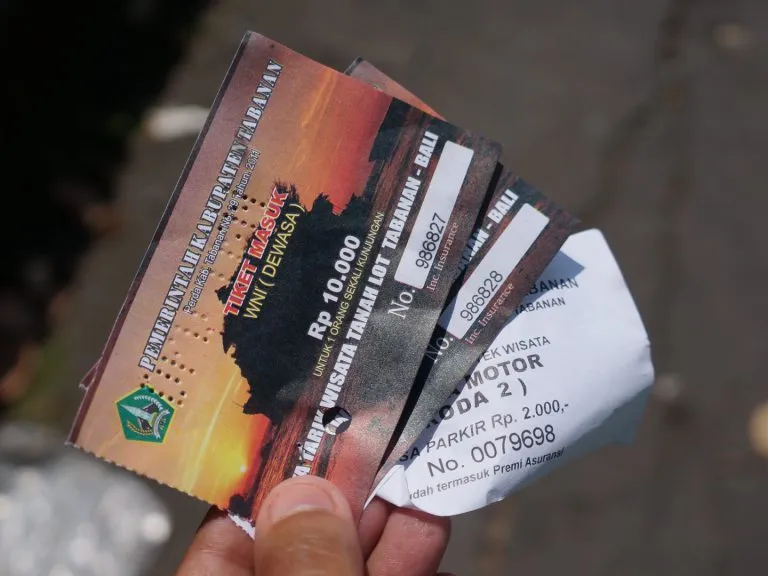 PEMERINTAH KABUPATEN TABANAN
TIKET MASUK
WNI ( DEWASA )
Rp 10.000
UNTUK 1 ORANG SEKALI KUNJUNGAN
WISATA TANAH LOT TABANAN - BALI
No. 986827
Inc. Insurance
- BALI
No. 986828
Inc. Insurance
TABANAN
WISATA
MOTOR
2 )
PARKIR Rp. 2.000,-
No. 0079698
termasuk Premi Asuransi